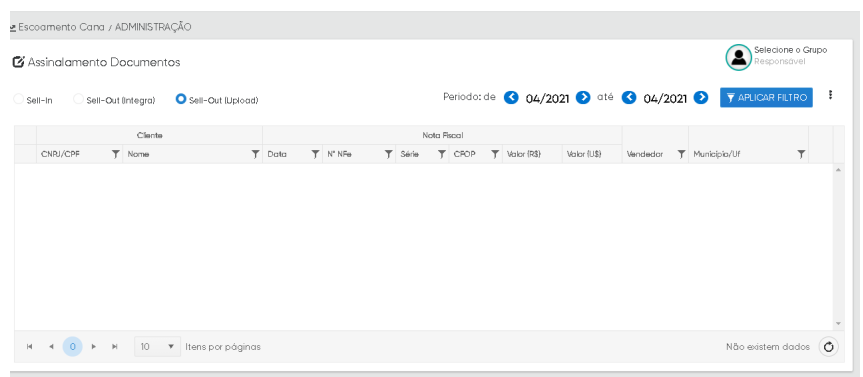 Escoamento Cana / ADMINISTRAÇÃO
Assinalamento Documentos
Selecione o Grupo
Responsável
Sell-In
Sell-Out (Integra)
Sell-Out (Upload)
Periodo: de 04/2021 até 04/2021
APLICAR FILTRO
Cliente
Nota Fiscal
CNPJ/CPF
Nome
Data
N° NFe
Série
CFOP
Valor (R$)
Valor (U$)
Vendedor
Município/Uf
0
10
Itens por páginas
Não existem dados